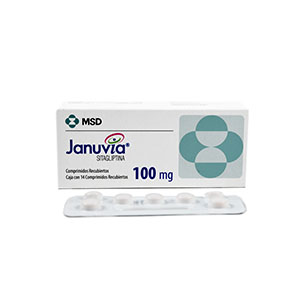 MSD
Januvia®
SITAGLIPTINA
Comprimidos Recubiertos
Caja con 14 Comprimidos Recubiertos
100 mg